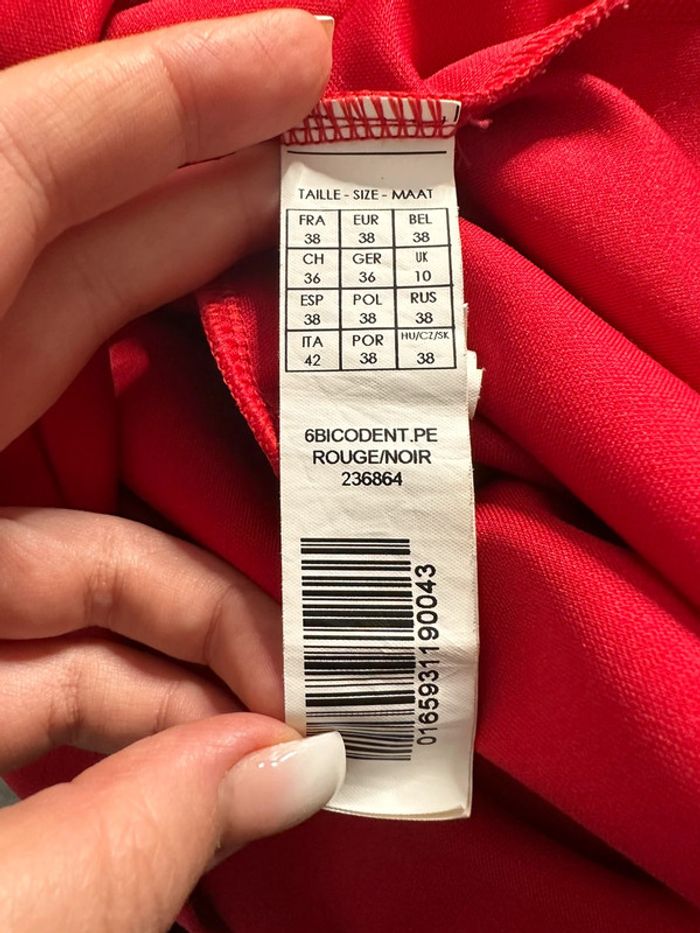 TAILLE - SIZE - MAAT
FRA EUR BEL
38 38 38
CH GER UK
36 36 10
ESP POL RUS
38 38 38
ITA POR HU/CZ/SK
42 38 38
6BICODENT.PE
ROUGE/NOIR
236864
0165931190043